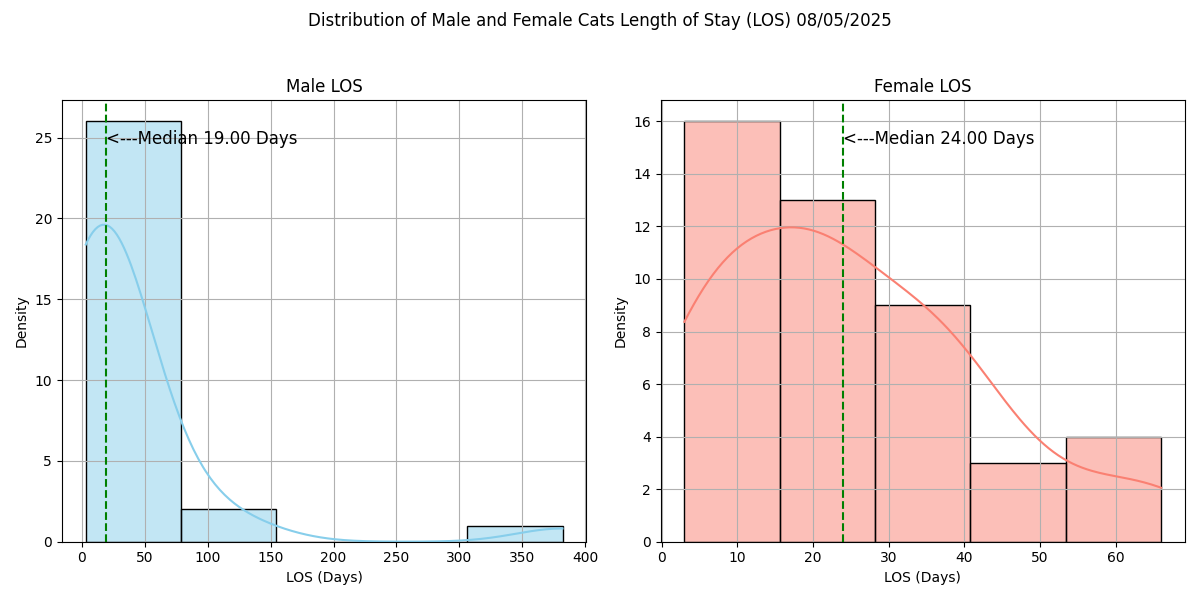 Distribution of Male and Female Cats Length of Stay (LOS) 08/05/2025
Male LOS
Density
25
20
15
10
5
0
<---Median 19.00 Days
0 50 100 150 200 250 300 350 400
LOS (Days)
Female LOS
Density
16
14
12
10
8
6
4
2
0
<---Median 24.00 Days
0 10 20 30 40 50 60
LOS (Days)